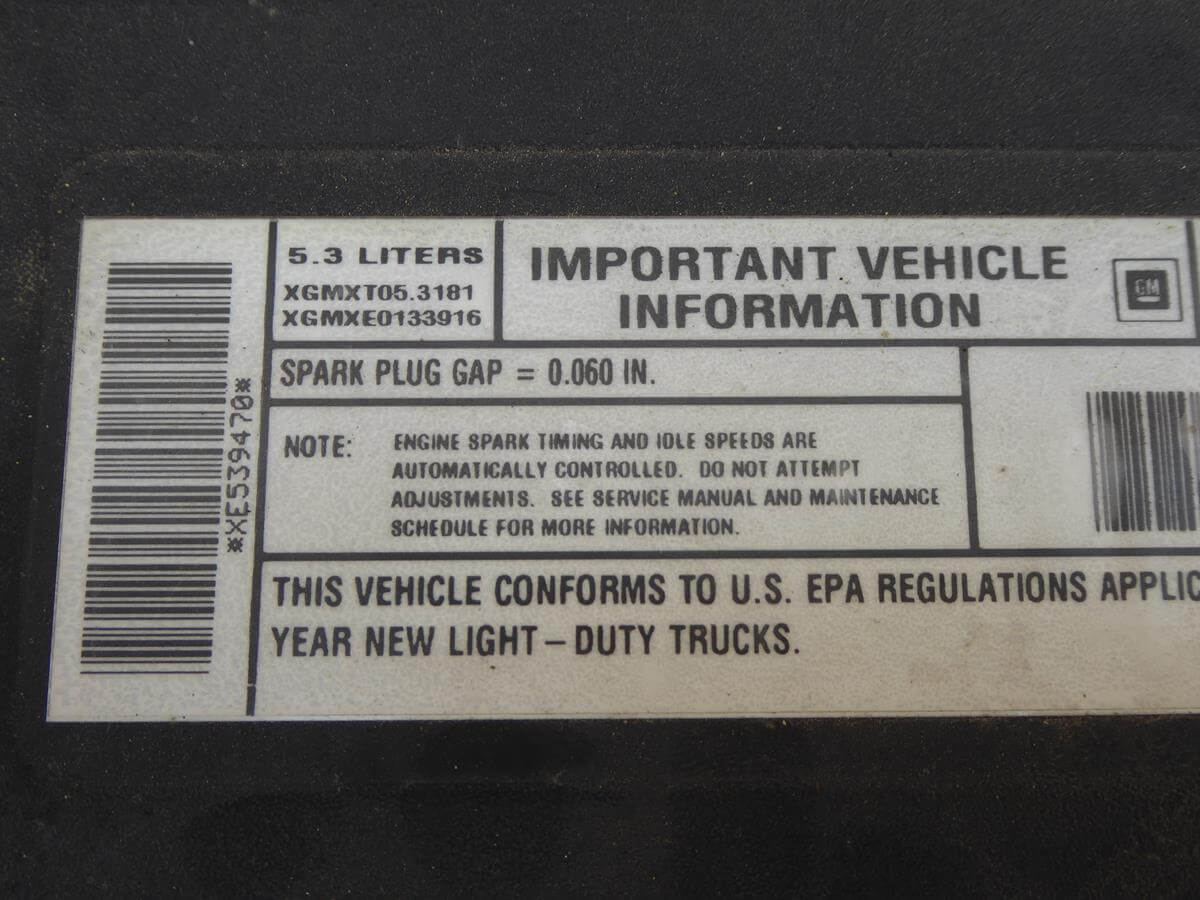 *XE539470*
5.3 LITERS
XGMXT05.3181
XGMXE0133916
IMPORTANT VEHICLE
INFORMATION
GM
SPARK PLUG GAP = 0.060 IN.
NOTE: ENGINE SPARK TIMING AND IDLE SPEEDS ARE
AUTOMATICALLY CONTROLLED. DO NOT ATTEMPT
ADJUSTMENTS. SEE SERVICE MANUAL AND MAINTENANCE
SCHEDULE FOR MORE INFORMATION.
THIS VEHICLE CONFORMS TO U.S. EPA REGULATIONS APPLIC
YEAR NEW LIGHT-DUTY TRUCKS.